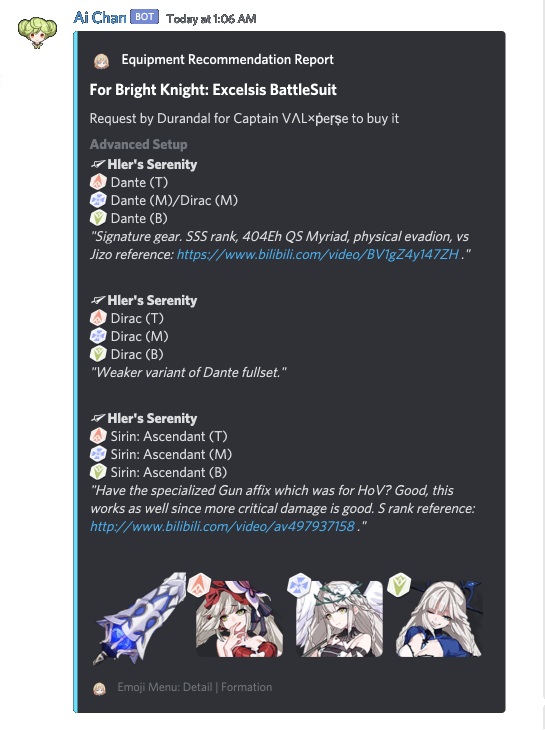 Ai Chan BOT Today at 1:06 AM
Equipment Recommendation Report
For Bright Knight: Excelsis BattleSuit
Request by Durandal for Captain VΛL×p̾eɼşe to buy it
Advanced Setup
Hler's Serenity
Dante (T)
Dante (M)/Dirac (M)
Dante (B)
"Signature gear. SSS rank, 404Eh QS Myriad, physical evadion, vs
Jizo reference: https://www.bilibili.com/video/BV1gZ4y147ZH ."
Hler's Serenity
Dirac (T)
Dirac (M)
Dirac (B)
"Weaker variant of Dante fullset."
Hler's Serenity
Sirin: Ascendant (T)
Sirin: Ascendant (M)
Sirin: Ascendant (B)
"Have the specialized Gun affix which was for HoV? Good, this
works as well since more critical damage is good. S rank reference:
http://www.bilibili.com/video/av497937158 ."
Emoji Menu: Detail | Formation